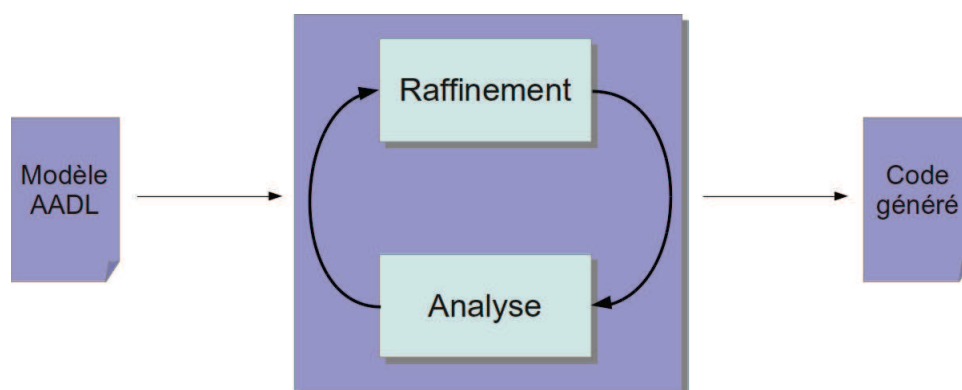 Modèle
AADL
Raffinement
Analyse
Code
généré